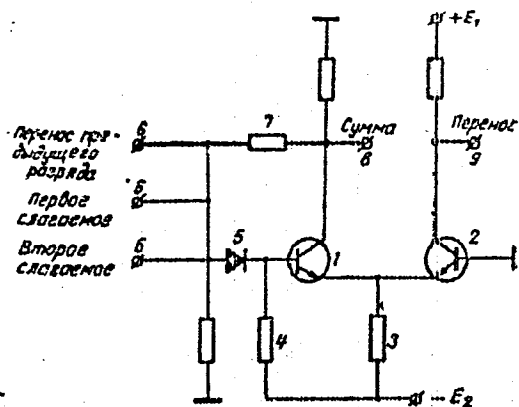 +E₁
Перенос пре-
дыдущего
разряда
6
7
Сумма
8
Перенос
9
Первое
слагаемое
6
Второе
слагаемое
6
5
1
2
4
3
E₂